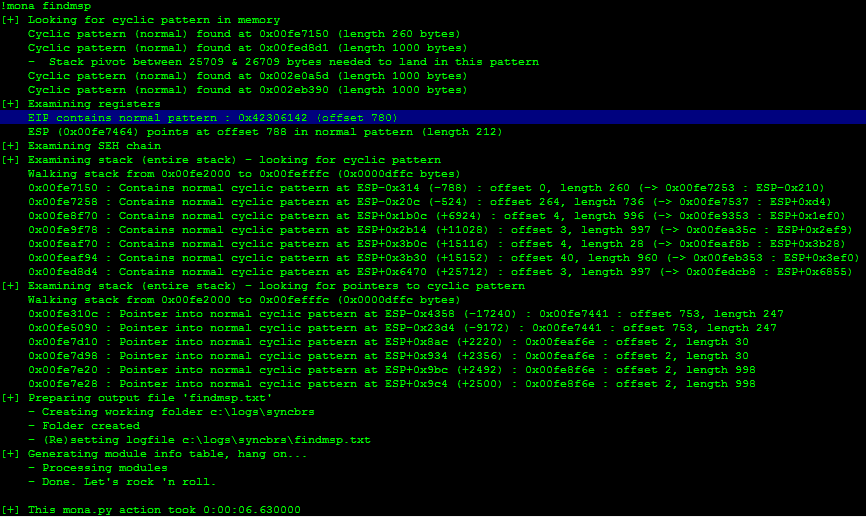 !mona findmsp
[+] Looking for cyclic pattern in memory
Cyclic pattern (normal) found at 0x00fe7150 (length 260 bytes)
Cyclic pattern (normal) found at 0x00fed8d1 (length 1000 bytes)
- Stack pivot between 25709 & 26709 bytes needed to land in this pattern
Cyclic pattern (normal) found at 0x002e0a5d (length 1000 bytes)
Cyclic pattern (normal) found at 0x002eb390 (length 1000 bytes)
[+] Examining registers
EIP contains normal pattern : 0x42306142 (offset 780)
ESP (0x00fe7464) points at offset 788 in normal pattern (length 212)
[+] Examining SEH chain
[+] Examining stack (entire stack) - looking for cyclic pattern
Walking stack from 0x00fe2000 to 0x00fefffc (0x0000dffc bytes)
0x00fe7150 : Contains normal cyclic pattern at ESP-0x314 (-788) : offset 0, length 260 (-> 0x00fe7253 : ESP-0x210)
0x00fe7258 : Contains normal cyclic pattern at ESP-0x20c (-524) : offset 264, length 736 (-> 0x00fe7537 : ESP+0xd4)
0x00fe8f70 : Contains normal cyclic pattern at ESP+0x1b0c (+6924) : offset 4, length 996 (-> 0x00fe9353 : ESP+0x1ef0)
0x00fe9f78 : Contains normal cyclic pattern at ESP+0x2b14 (+11028) : offset 3, length 997 (-> 0x00fea35c : ESP+0x2ef9)
0x00feaf70 : Contains normal cyclic pattern at ESP+0x3b0c (+15116) : offset 4, length 28 (-> 0x00feaf8b : ESP+0x3b28)
0x00feaf94 : Contains normal cyclic pattern at ESP+0x3b30 (+15152) : offset 40, length 960 (-> 0x00feb353 : ESP+0x3ef0)
0x00fed8d4 : Contains normal cyclic pattern at ESP+0x6470 (+25712) : offset 3, length 997 (-> 0x00fedcb8 : ESP+0x6855)
[+] Examining stack (entire stack) - looking for pointers to cyclic pattern
Walking stack from 0x00fe2000 to 0x00fefffc (0x0000dffc bytes)
0x00fe310c : Pointer into normal cyclic pattern at ESP-0x4358 (-17240) : 0x00fe7441 : offset 753, length 247
0x00fe5090 : Pointer into normal cyclic pattern at ESP-0x23d4 (-9172) : 0x00fe7441 : offset 753, length 247
0x00fe7d10 : Pointer into normal cyclic pattern at ESP+0x8ac (+2220) : 0x00feaf6e : offset 2, length 30
0x00fe7d98 : Pointer into normal cyclic pattern at ESP+0x934 (+2356) : 0x00feaf6e : offset 2, length 30
0x00fe7e20 : Pointer into normal cyclic pattern at ESP+0x9bc (+2492) : 0x00fe8f6e : offset 2, length 998
0x00fe7e28 : Pointer into normal cyclic pattern at ESP+0x9c4 (+2500) : 0x00fe8f6e : offset 2, length 998
[+] Preparing output file 'findmsp.txt'
- Creating working folder c:\logs\syncbrs
- Folder created
- (Re)setting logfile c:\logs\syncbrs\findmsp.txt
[+] Generating module info table, hang on...
- Processing modules
- Done. Let's rock 'n roll.
[+] This mona.py action took 0:00:06.630000